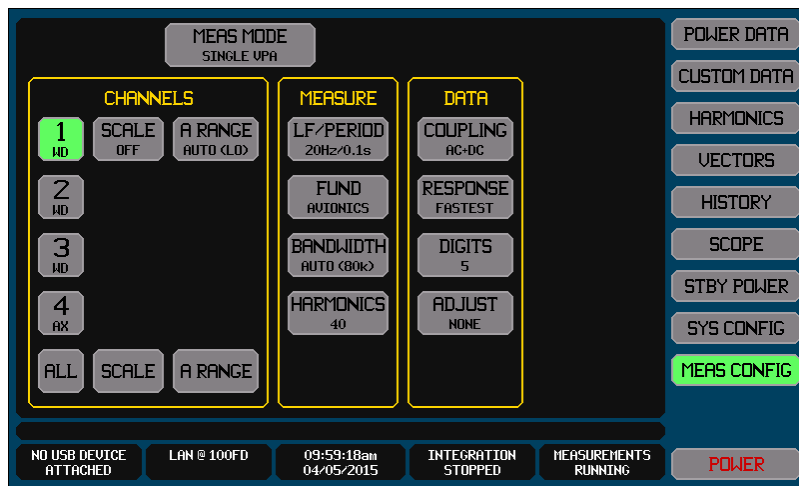 MEAS MODE
SINGLE VPA
CHANNELS
1
WD
SCALE
OFF
A RANGE
AUTO (LO)
2
WD
3
WD
4
AX
ALL
SCALE
A RANGE
MEASURE
LF/PERIOD
20Hz/0.1s
FUND
AVIONICS
BANDWIDTH
AUTO (80k)
HARMONICS
40
DATA
COUPLING
AC+DC
RESPONSE
FASTEST
DIGITS
5
ADJUST
NONE
POWER DATA
CUSTOM DATA
HARMONICS
VECTORS
HISTORY
SCOPE
STBY POWER
SYS CONFIG
MEAS CONFIG
NO USB DEVICE
ATTACHED
LAN @ 100FD
09:59:18am
04/05/2015
INTEGRATION
STOPPED
MEASUREMENTS
RUNNING
POWER